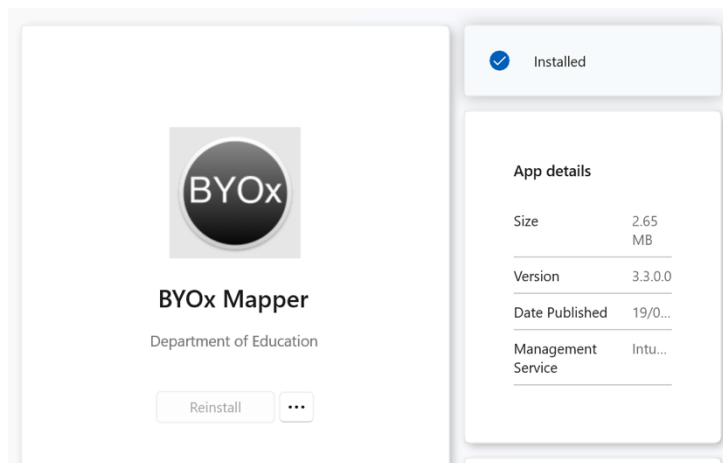 Installed
BYOx
BYOx Mapper
Department of Education
Reinstall
...
App details
Size 2.65
MB
Version 3.3.0.0
Date Published 19/0...
Management Intu...
Service